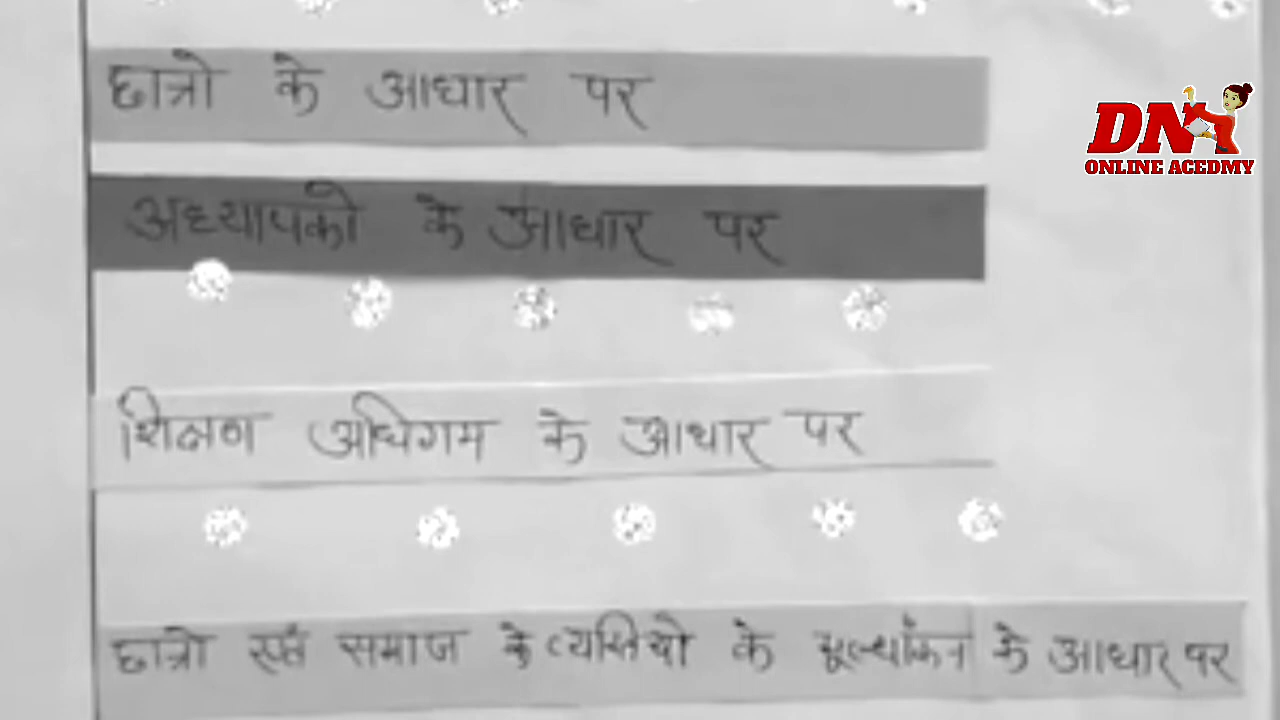 छात्रो के आधार पर
DN
ONLINE ACEDMY
अध्यापको के आधार पर
शिक्षण अधिगम के आधार पर
छात्रो एवं समाज के व्यक्तियो के मूल्यांकन के आधार पर